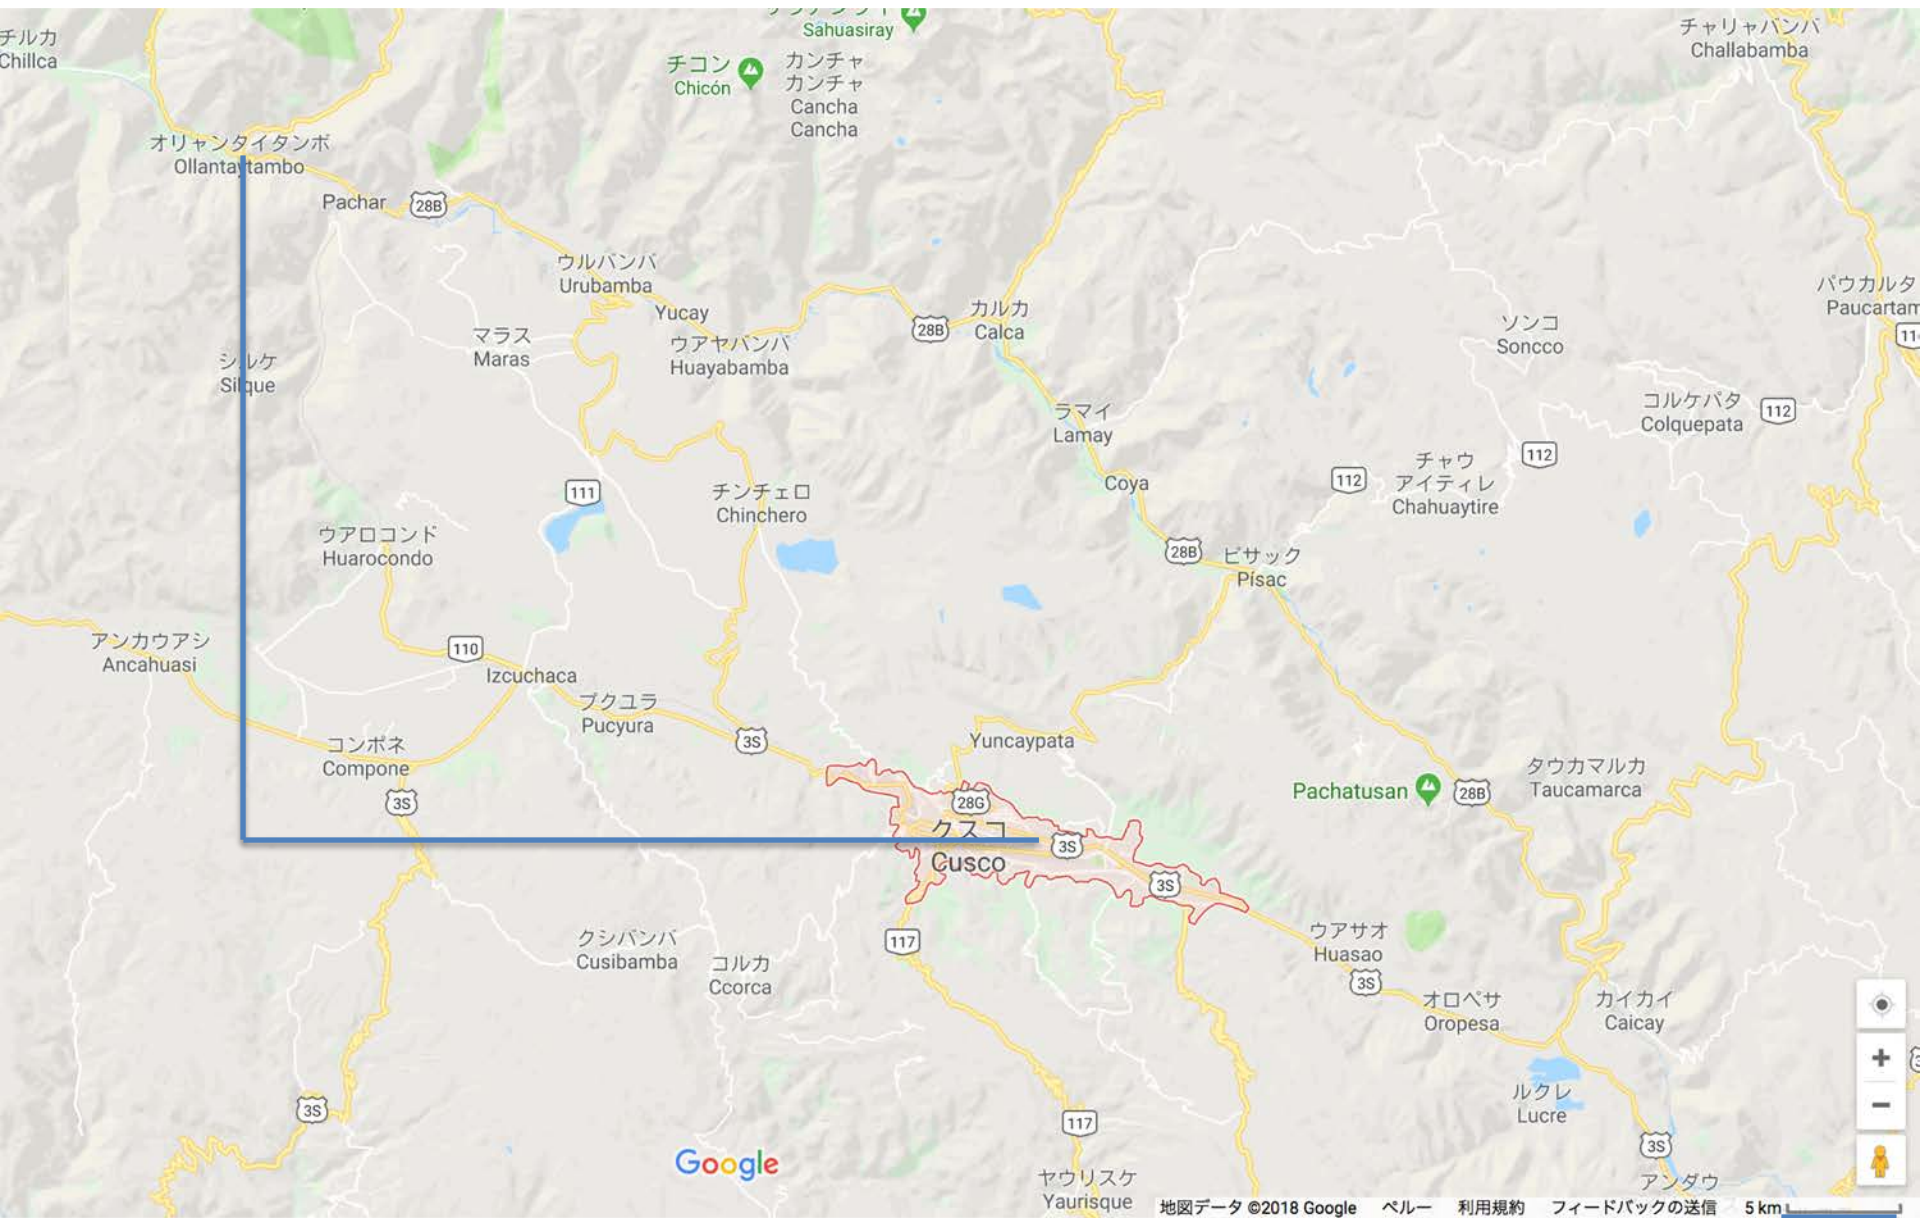 Sahuasiray
チルカ
Chillca
チコン
Chicón
カンチャ
カンチャ
Cancha
Cancha
チャリャバンバ
Challabamba
オリャンタイタンボ
Ollantaytambo
Pachar
28B
ウルバンバ
Urubamba
Yucay
マラス
Maras
ウアヤバンバ
Huayabamba
28B
カルカ
Calca
ソンコ
Soncco
パウカルタ
Paucartam
シルケ
Silque
ラマイ
Lamay
コルケパタ
Colquepata
112
112
112
チャウ
アイティレ
Chahuaytire
Coya
111
チンチェロ
Chinchero
ウアロコンド
Huarocondo
28B
ピサック
Písac
アンカウアシ
Ancahuasi
110
Izcuchaca
プクユラ
Pucyura
3S
コンポネ
Compone
3S
Yuncaypata
28G
クスコ
Cusco
3S
3S
Pachatusan
28B
タウカマルカ
Taucamarca
クシバンバ
Cusibamba
コルカ
Ccorca
117
ウアサオ
Huasao
3S
オロペサ
Oropesa
カイカイ
Caicay
ルクレ
Lucre
3S
3S
117
Google
ヤウリスケ
Yaurisque
アンダウ
地図データ ©2018 Google ペルー 利用規約 フィードバックの送信 5 km